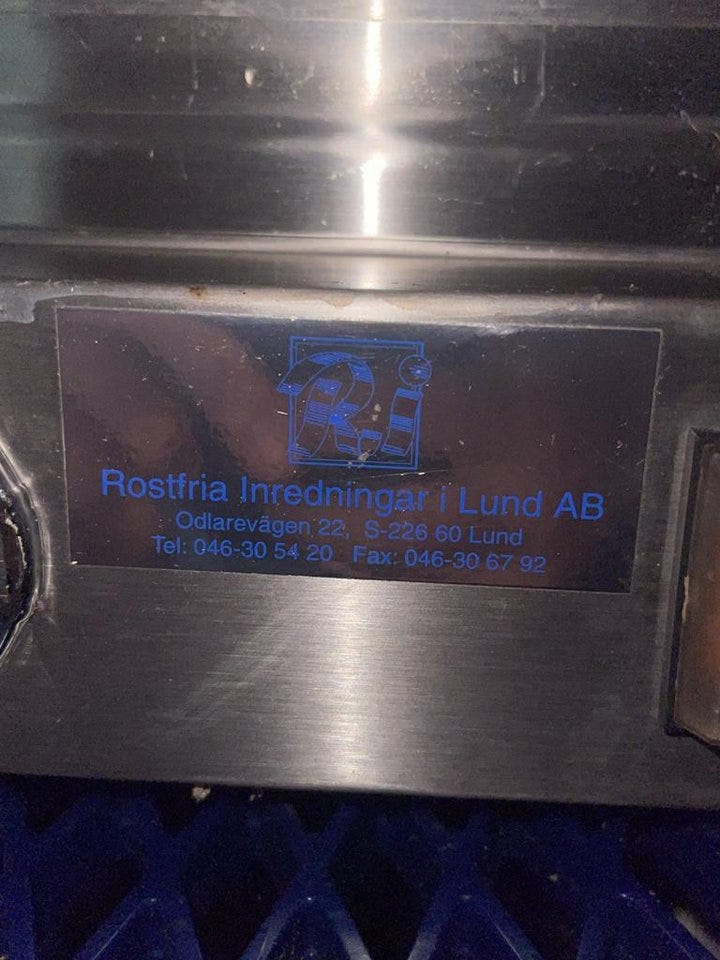 Ri
Rostfria Inredningar i Lund AB
Odlarevägen 22, S-226 60 Lund
Tel: 046-30 54 20 Fax: 046-30 67 92